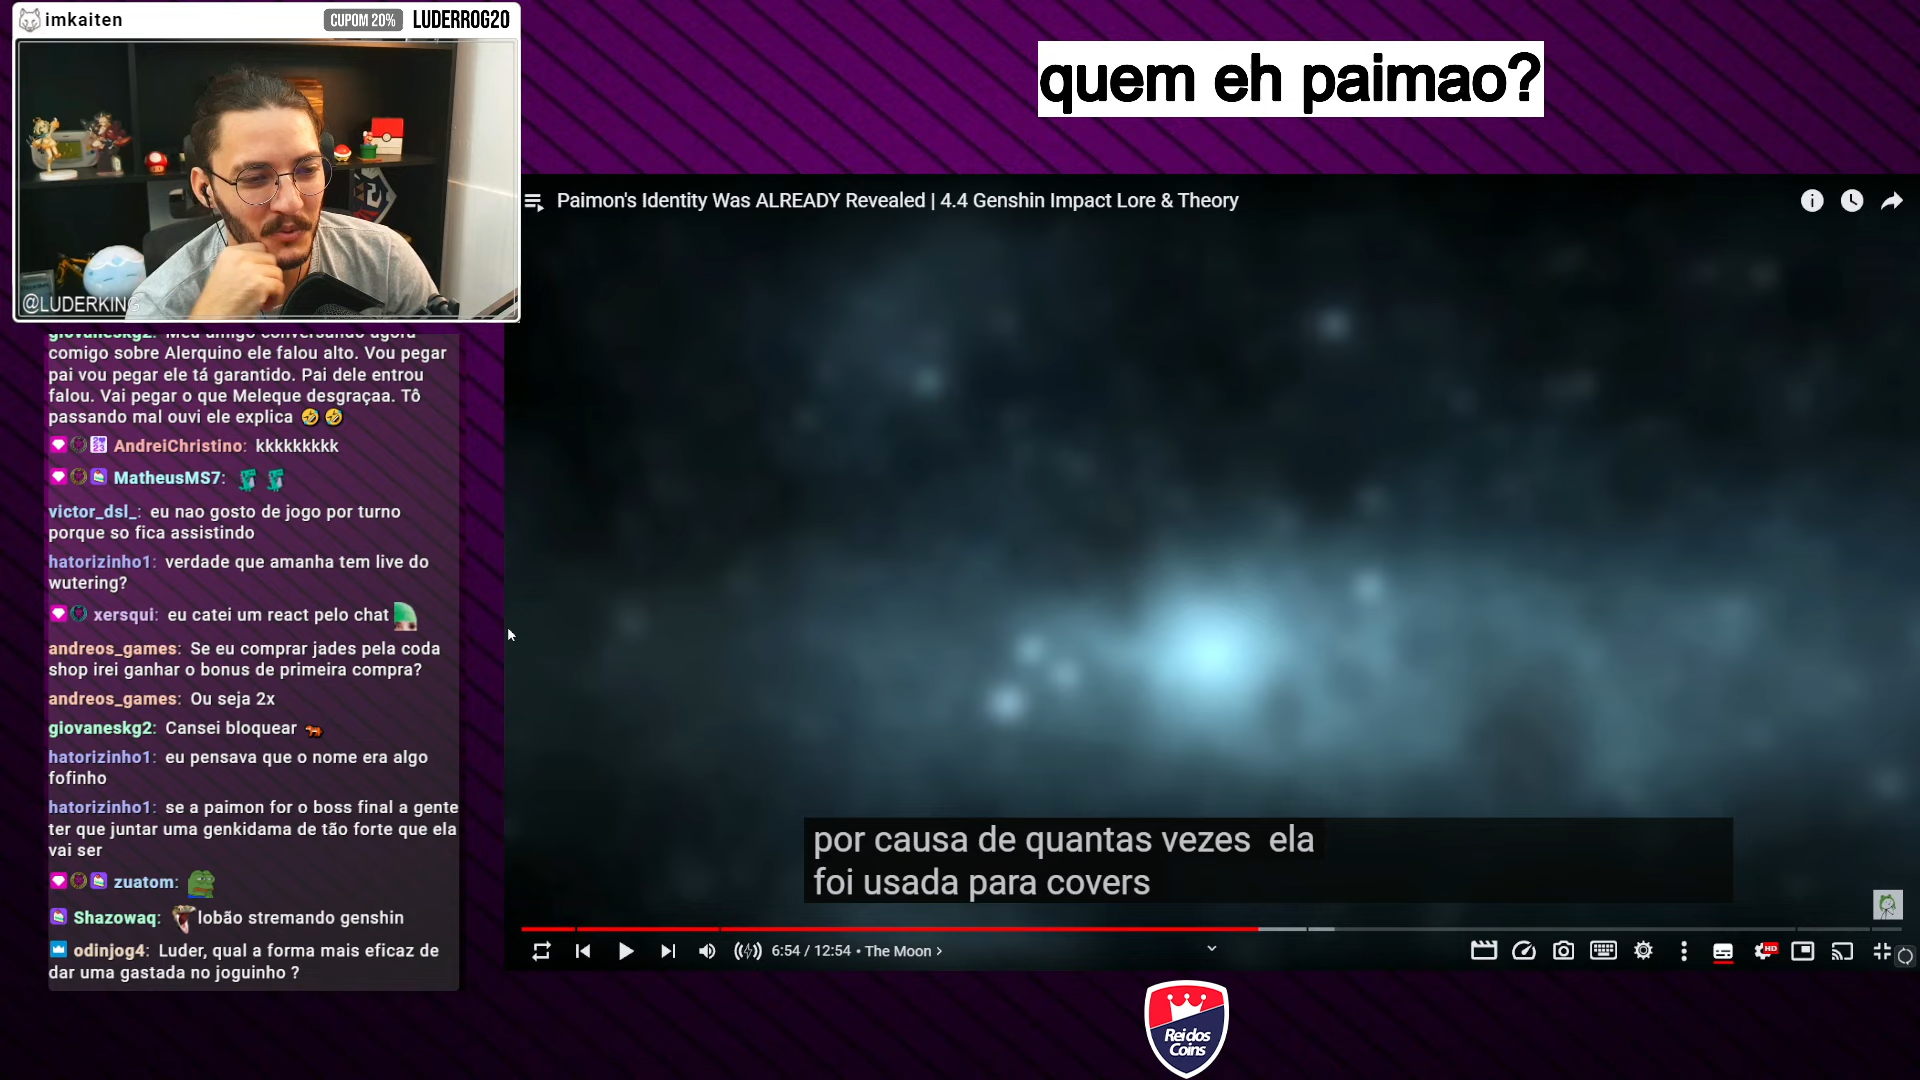 imkaiten
CUPOM 20%
LUDERROG20
@LUDERKING
quem eh paimao?
Paimon's Identity Was ALREADY Revealed | 4.4 Genshin Impact Lore & Theory
giovaneskg2: Meu amigo conversando agora
comigo sobre Alerquino ele falou alto. Vou pegar
pai vou pegar ele tá garantido. Pai dele entrou
falou. Vai pegar o que Meleque desgraçaa. Tô
passando mal ouvi ele explica
AndreiChristino: kkkkkkkkk
MatheusMS7:
victor_dsl_: eu nao gosto de jogo por turno
porque so fica assistindo
hatorizinho1: verdade que amanha tem live do
wutering?
xersqui: eu catei um react pelo chat
andreos_games: Se eu comprar jades pela coda
shop irei ganhar o bonus de primeira compra?
andreos_games: Ou seja 2x
giovaneskg2: Cansei bloquear
hatorizinho1: eu pensava que o nome era algo
fofinho
hatorizinho1: se a paimon for o boss final a gente
ter que juntar uma genkidama de tão forte que ela
vai ser
zuatom:
Shazowaq: lobão stremando genshin
odinjog4: Luder, qual a forma mais eficaz de
dar uma gastada no joguinho ?
por causa de quantas vezes ela
foi usada para covers
6:54 / 12:54 • The Moon
HD
Rei dos
Coins